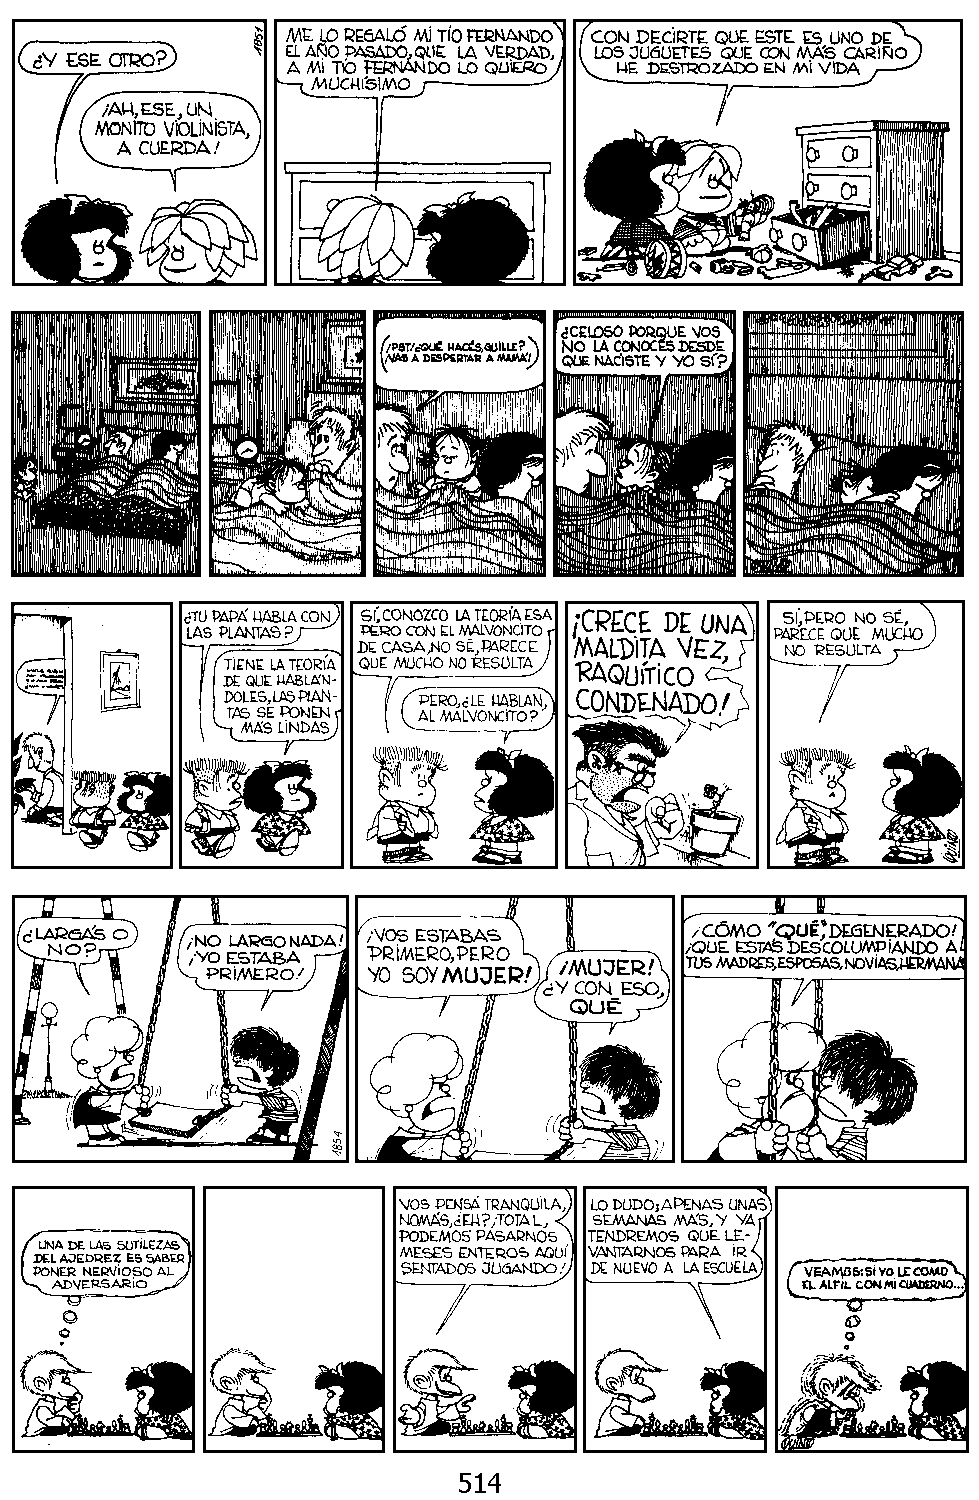 ¿Y ESE OTRO?
1851
¡AH, ESE, UN
MONITO VIOLINISTA,
A CUERDA!
ME LO REGALÓ MI TÍO FERNANDO
EL AÑO PASADO, QUE LA VERDAD,
A MI TÍO FERNANDO LO QUIERO
MUCHÍSIMO
CON DECIRTE QUE ESTE ES UNO DE
LOS JUGUETES QUE CON MÁS CARIÑO
HE DESTROZADO EN MI VIDA
(¡PST! ¿QUÉ HACÉS, GUILLE?
¡VAS A DESPERTAR A MAMÁ!)
¿CELOSO PORQUE VOS
NO LA CONOCÉS DESDE
QUE NACISTE Y YO SÍ?
¿TU PAPÁ HABLA CON
LAS PLANTAS?
TIENE LA TEORÍA
DE QUE HABLÁN-
DOLES, LAS PLAN-
TAS SE PONEN
MÁS LINDAS
SÍ, CONOZCO LA TEORÍA ESA
PERO CON EL MALVONCITO
DE CASA, NO SÉ, PARECE
QUE MUCHO NO RESULTA
PERO, ¿LE HABLAN,
AL MALVONCITO?
¡CRECE DE UNA
MALDITA VEZ,
RAQUÍTICO
CONDENADO!
SÍ, PERO NO SÉ,
PARECE QUE MUCHO
NO RESULTA
QUINO
¿LARGÁS O
NO?
¡NO LARGO NADA!
¡YO ESTABA
PRIMERO!
1854
¡VOS ESTABAS
PRIMERO, PERO
YO SOY MUJER!
¡MUJER!
¿Y CON ESO,
QUÉ
¡CÓMO "QUÉ", DEGENERADO!
¡QUE ESTÁS DESCOLUMPIANDO A
TUS MADRES, ESPOSAS, NOVIAS, HERMANA
UNA DE LAS SUTILEZAS
DEL AJEDREZ ES SABER
PONER NERVIOSO AL
ADVERSARIO
VOS PENSÁ TRANQUILA,
NOMÁS, ¿EH?; TOTAL,
PODEMOS PASARNOS
MESES ENTEROS AQUÍ
SENTADOS JUGANDO!
LO DUDO; APENAS UNAS
SEMANAS MÁS, Y YA
TENDREMOS QUE LE-
VANTARNOS PARA IR
DE NUEVO A LA ESCUELA
VEAMOS: SI YO LE COMO
EL ALFIL CON MI CUADERNO...
QUINO
514